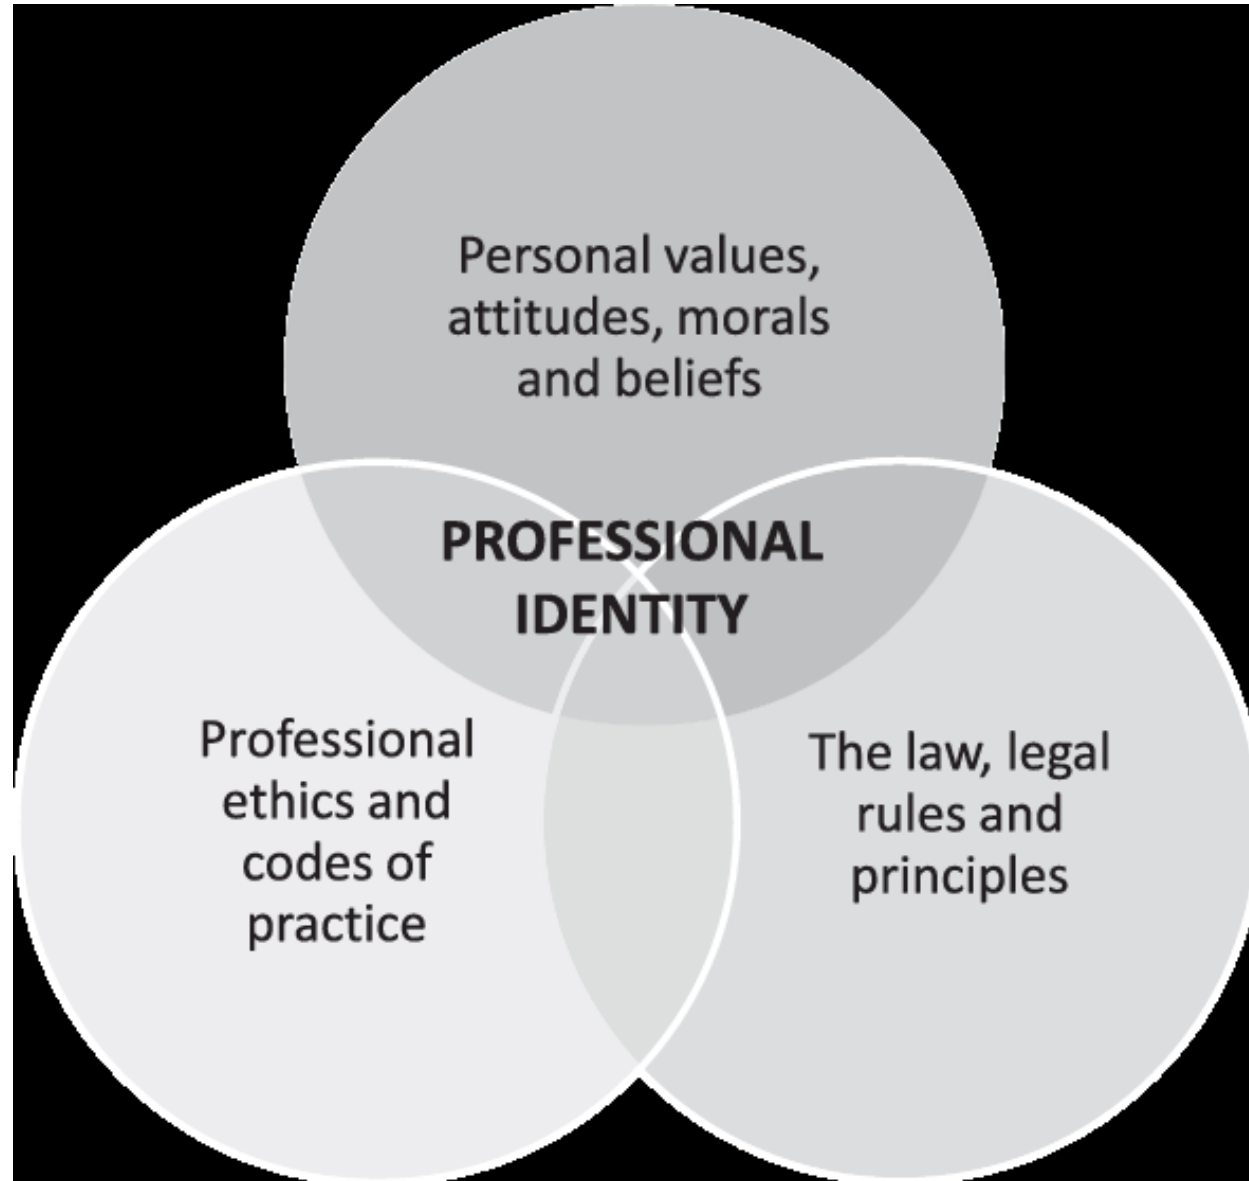 Personal values,
attitudes, morals
and beliefs
PROFESSIONAL
IDENTITY
Professional
ethics and
codes of
practice
The law, legal
rules and
principles